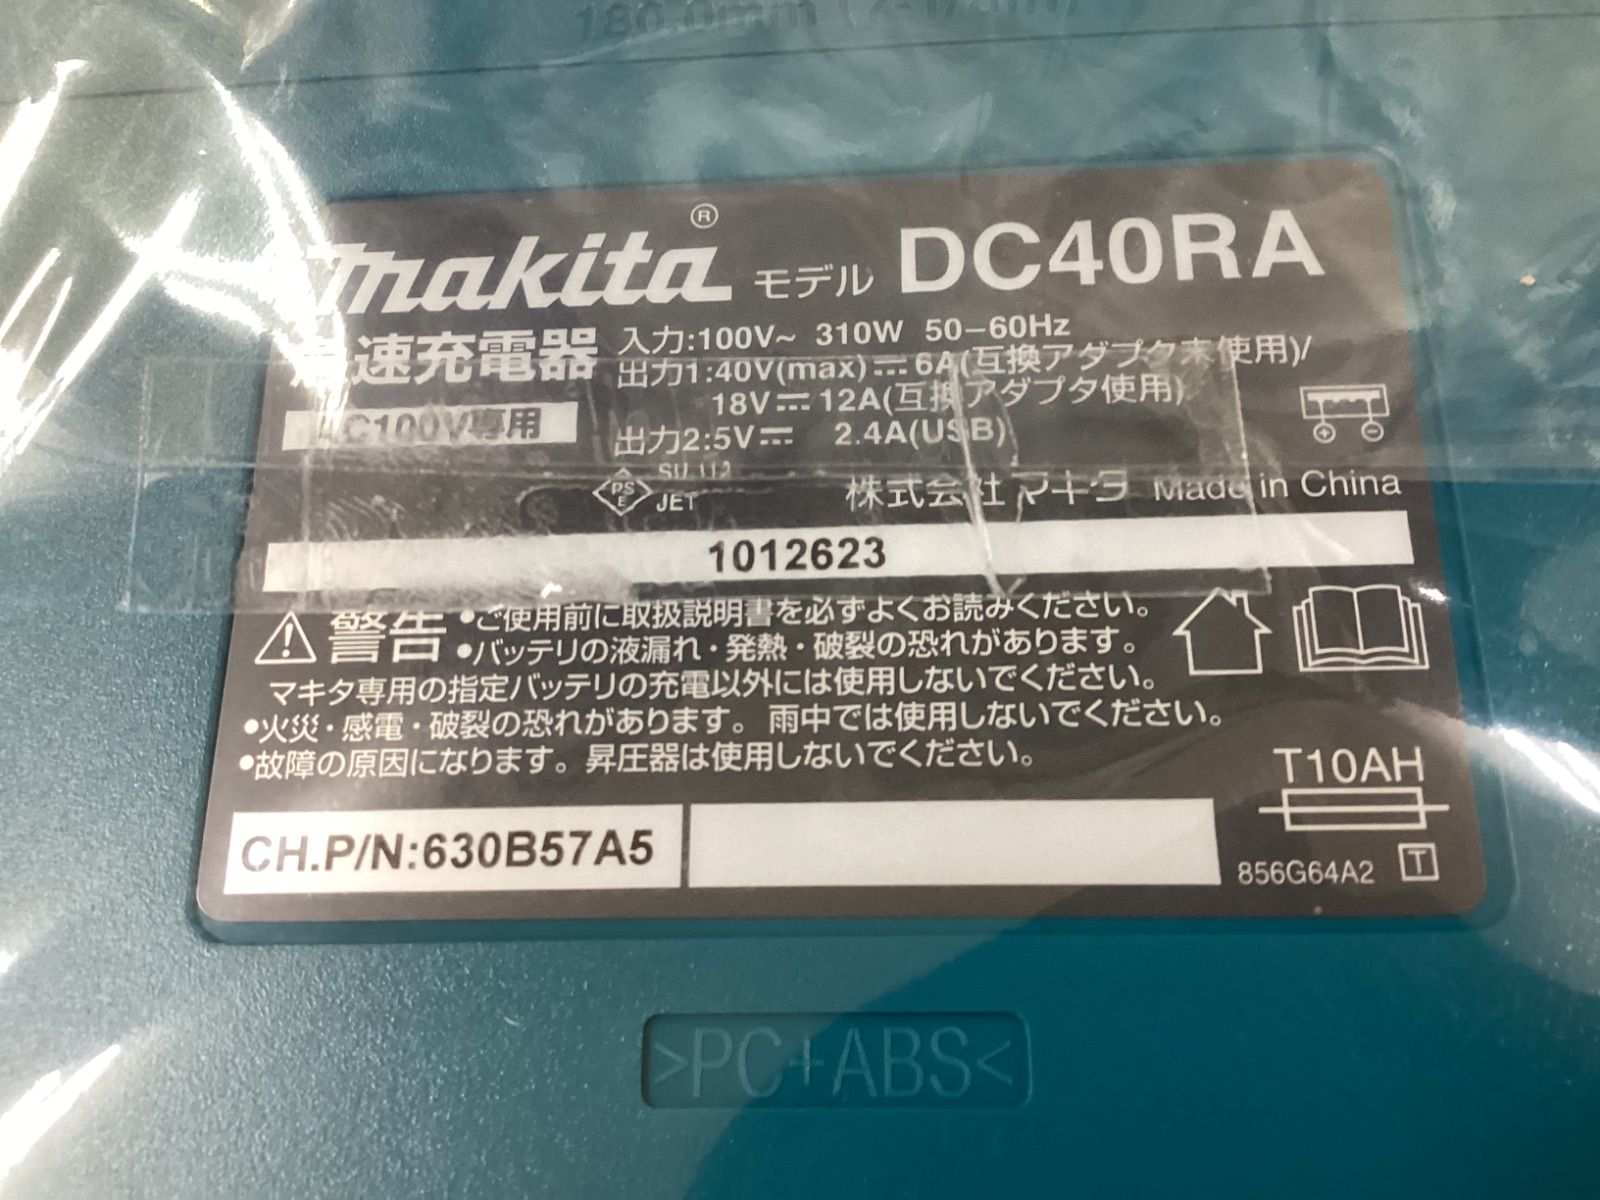 180.0mm
makita® モデル DC40RA
急速充電器
AC100V専用
入力:100V~ 310W 50-60Hz
出力1:40V(max)⎓ 6A(互換アダプタ未使用)/
18V⎓ 12A(互換アダプタ使用)
出力2:5V⎓ 2.4A(USB)
PSE JET
株式会社マキタ Made in China
1012623
⚠警告 •ご使用前に取扱説明書を必ずよくお読みください。
•バッテリの液漏れ・発熱・破裂の恐れがあります。
マキタ専用の指定バッテリの充電以外には使用しないでください。
•火災・感電・破裂の恐れがあります。雨中では使用しないでください。
•故障の原因になります。昇圧器は使用しないでください。
T10AH
CH.P/N:630B57A5
856G64A2 T
>PC+ABS<